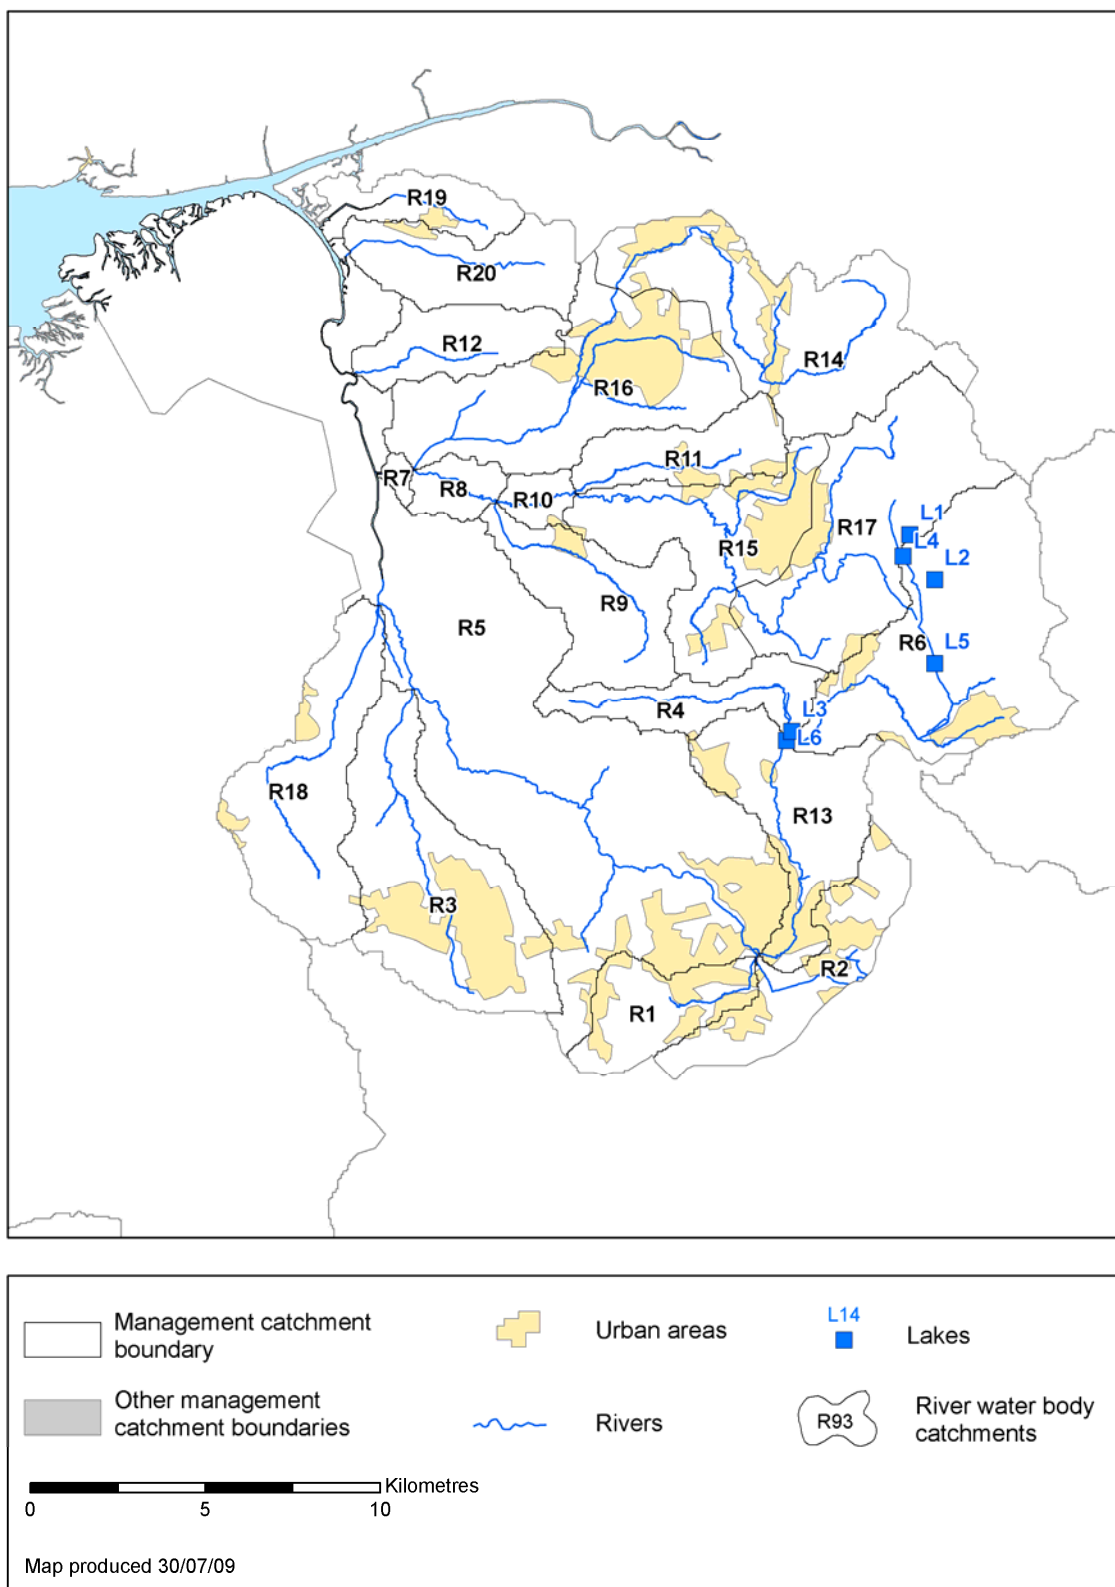 R19
R20
R12
R14
R16
R11
R7
R8
R10
R17
L1
L4
R15
L2
R9
R5
R6
L5
R4
L3
L6
R18
R13
R3
R2
R1
Management catchment
boundary
Urban areas
L14
Lakes
Other management
catchment boundaries
Rivers
R93
River water body
catchments
Kilometres
0 5 10
Map produced 30/07/09